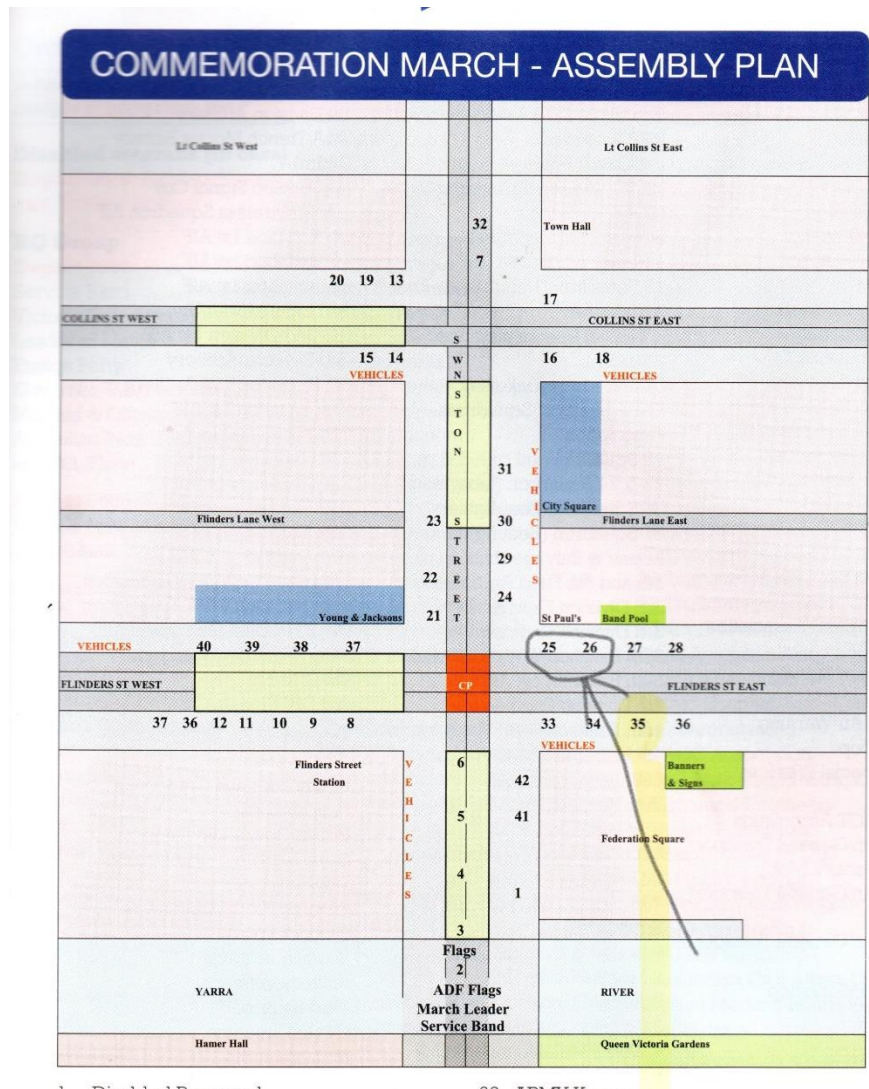 COMMEMORATION MARCH - ASSEMBLY PLAN
Lt Collins St West
Lt Collins St East
32
Town Hall
7
20 19 13
17
COLLINS ST WEST
COLLINS ST EAST
S
15 14
W
16 18
VEHICLES
N
VEHICLES
S
T
O
N
31
V
E
H
I
C
L
E
S
City Square
Flinders Lane West
23
S
30
Flinders Lane East
T
R
E
E
T
29
22
24
Young & Jacksons
21
St Paul's
Band Pool
VEHICLES
40 39 38 37
25 26 27 28
FLINDERS ST WEST
CP
FLINDERS ST EAST
37 36 12 11 10 9 8
33 34 35 36
VEHICLES
Flinders Street
Station
V
E
H
I
C
L
E
S
6
42
Banners
& Signs
5
41
Federation Square
4
1
3
Flags
2
YARRA
ADF Flags
RIVER
March Leader
Service Band
Hamer Hall
Queen Victoria Gardens